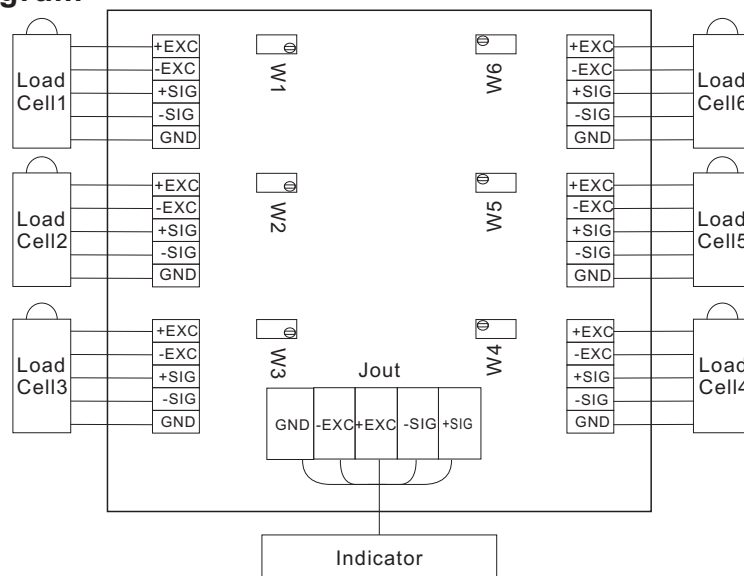 Load
Cell1
+EXC
-EXC
+SIG
-SIG
GND
W1
W6
+EXC
-EXC
+SIG
-SIG
GND
Load
Cell6
Load
Cell2
+EXC
-EXC
+SIG
-SIG
GND
W2
W5
+EXC
-EXC
+SIG
-SIG
GND
Load
Cell5
Load
Cell3
+EXC
-EXC
+SIG
-SIG
GND
W3
W4
+EXC
-EXC
+SIG
-SIG
GND
Load
Cell4
Jout
GND -EXC +EXC -SIG +SIG
Indicator